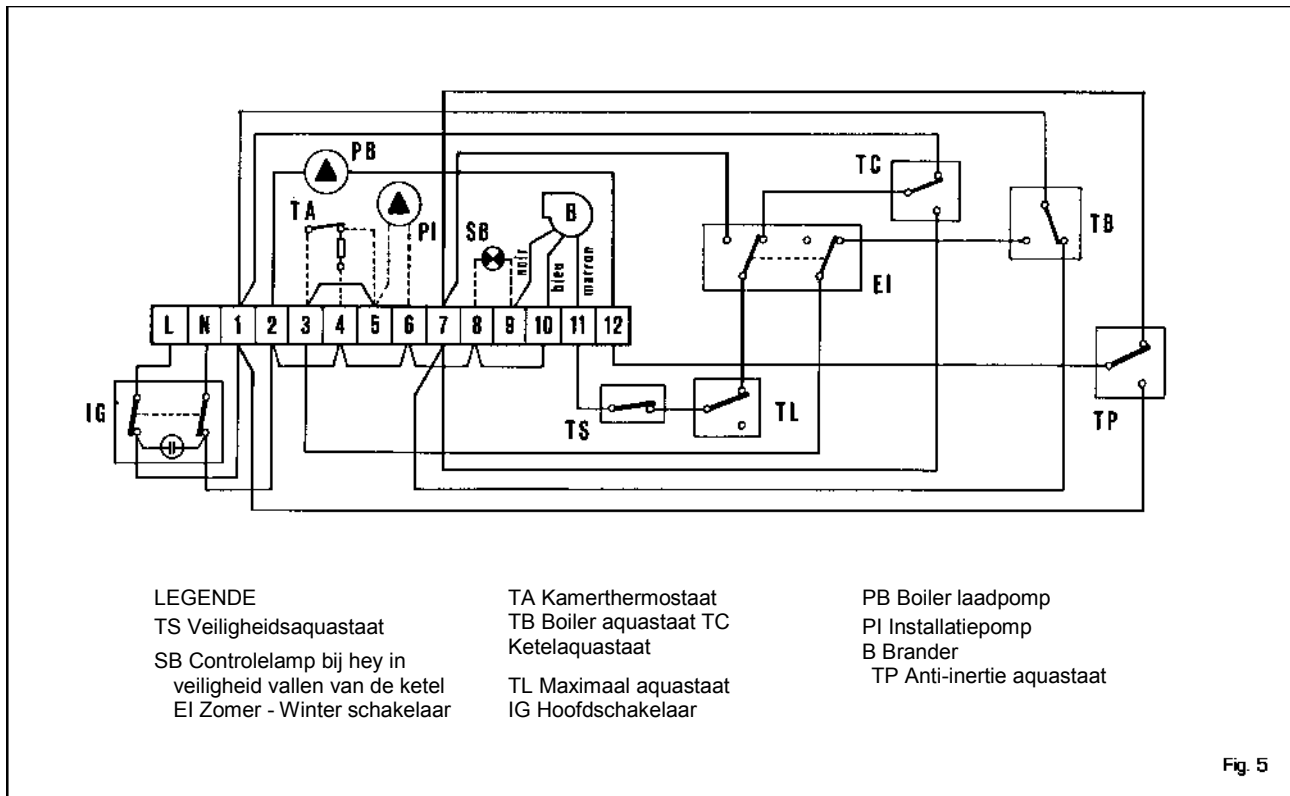 PB
TC
TA
TB
PI
SB
B
noir
bleu
marron
EI
L N 1 2 3 4 5 6 7 8 9 10 11 12
IG
TS
TL
TP
LEGENDE
TS Veiligheidsaquastaat
SB Controlelamp bij hey in
veiligheid vallen van de ketel
EI Zomer - Winter schakelaar
TA Kamerthermostaat
TB Boiler aquastaat TC
Ketelaquastaat
TL Maximaal aquastaat
IG Hoofdschakelaar
PB Boiler laadpomp
PI Installatiepomp
B Brander
TP Anti-inertie aquastaat
Fig. 5